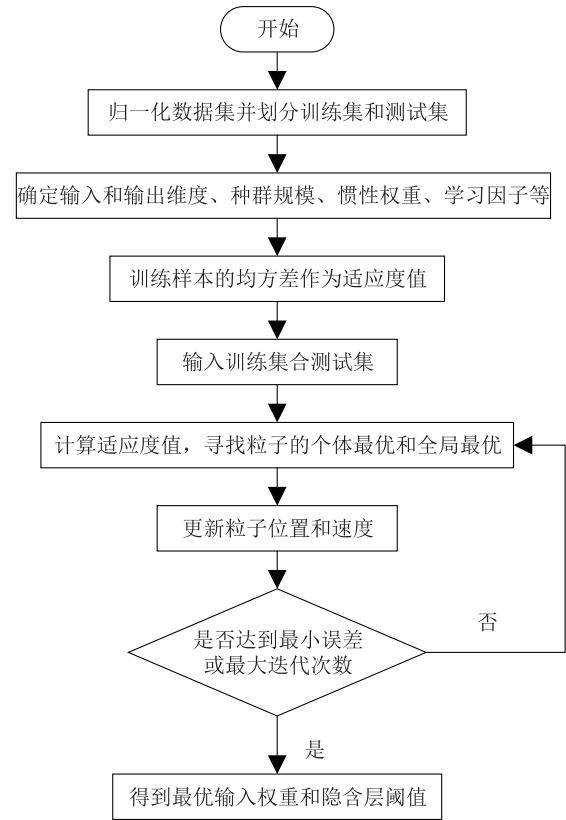 开始
归一化数据集并划分训练集和测试集
确定输入和输出维度、种群规模、惯性权重、学习因子等
训练样本的均方差作为适应度值
输入训练集合测试集
计算适应度值，寻找粒子的个体最优和全局最优
更新粒子位置和速度
是否达到最小误差
或最大迭代次数
否
是
得到最优输入权重和隐含层阈值